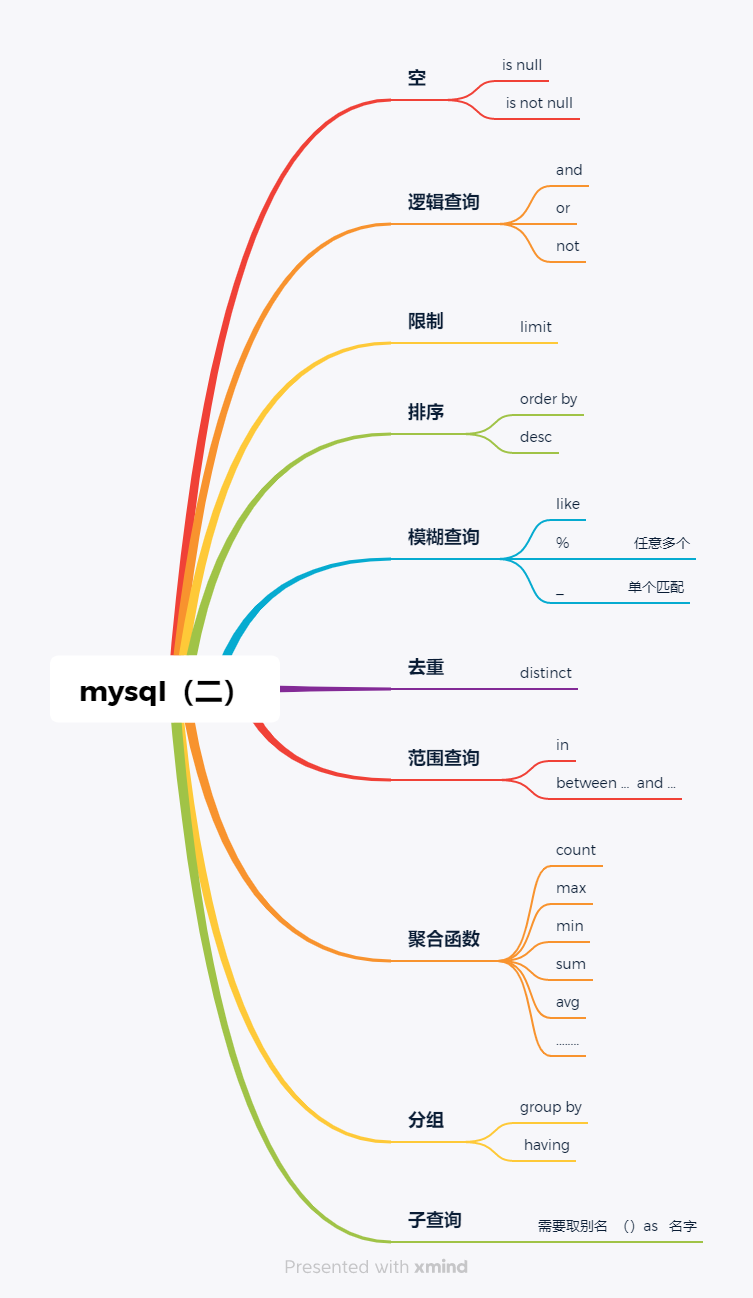 空
is null
is not null
逻辑查询
and
or
not
限制
limit
排序
order by
desc
模糊查询
like
% 任意多个
_ 单个匹配
mysql（二）
去重
distinct
范围查询
in
between ... and ...
聚合函数
count
max
min
sum
avg
........
分组
group by
having
子查询
需要取别名 （）as 名字
Presented with xmind